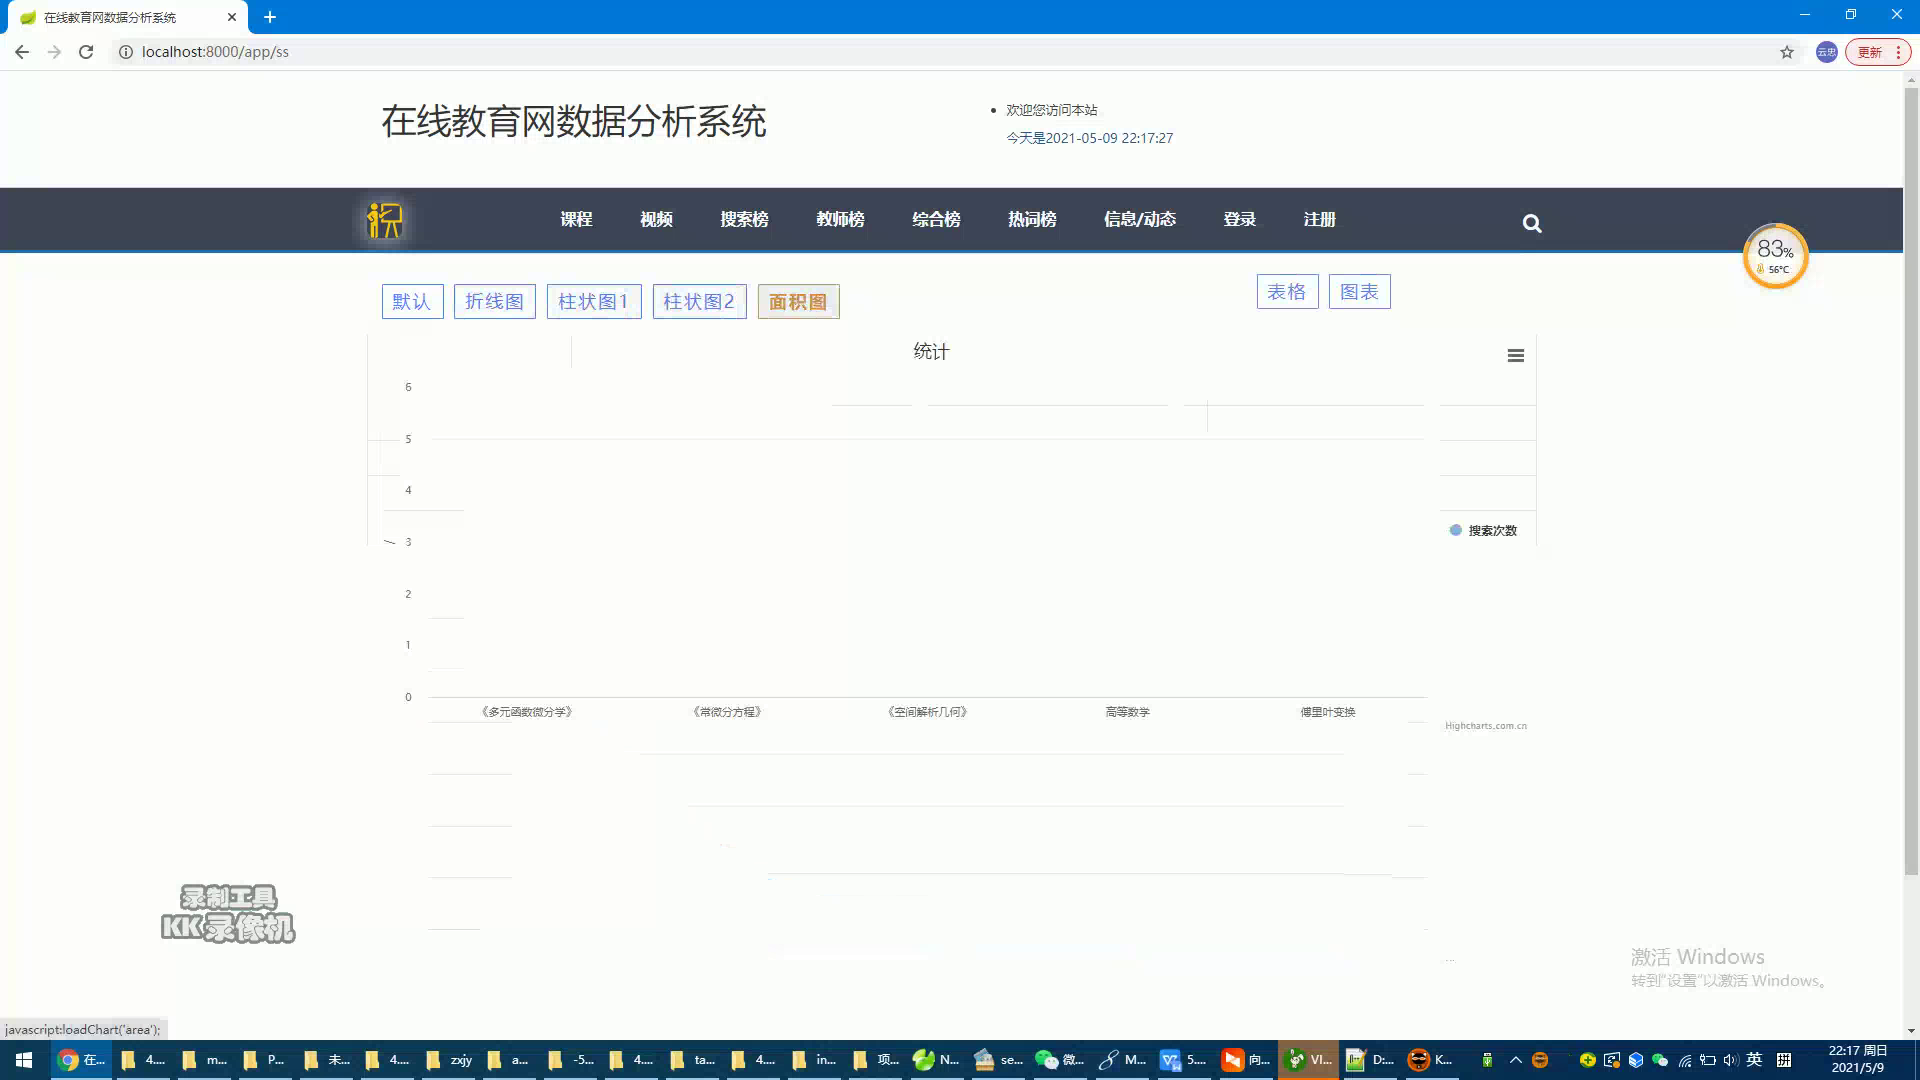 在线教育网数据分析系统
localhost:8000/app/ss
云忠
更新
在线教育网数据分析系统
欢迎您访问本站
今天是2021-05-09 22:17:27
课程 视频 搜索榜 教师榜 综合榜 热词榜 信息/动态 登录 注册
83%
56°C
默认 折线图 柱状图1 柱状图2 面积图 表格 图表
统计
6
5
4
3
2
1
0
搜索次数
《多元函数微分学》 《常微分方程》 《空间解析几何》 高等数学 傅里叶变换
Highcharts.com.cn
录制工具
KK录像机
激活 Windows
转到"设置"以激活 Windows。
javascript:loadChart('area');
在... 4.... m... P... 未... 4.... zxjy a... -5... 4.... ta... 4.... in... 项... N... se... 微... M... 5.... 向... VI... D:... K... 英 拼
22:17 周日
2021/5/9